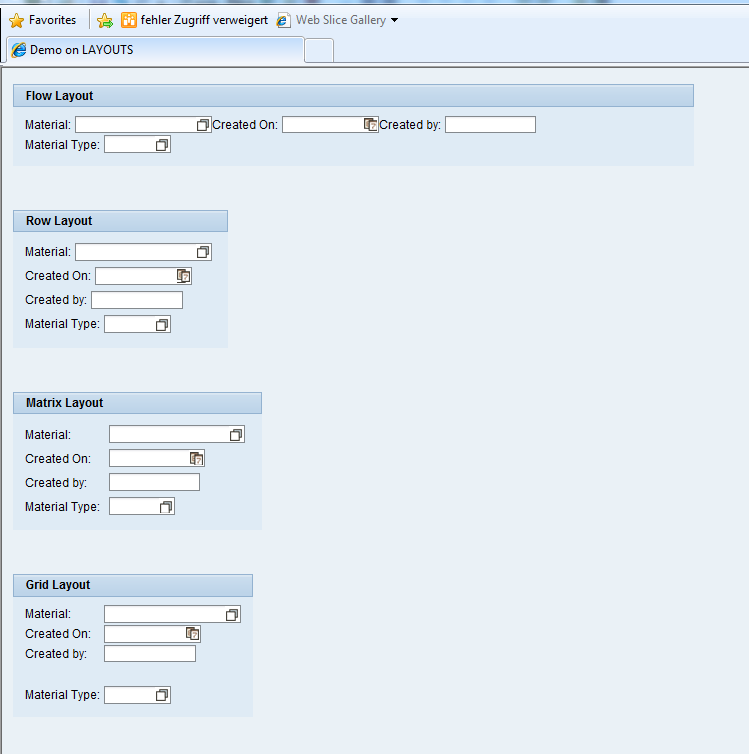 Favorites fehler Zugriff verweigert Web Slice Gallery
Demo on LAYOUTS
Flow Layout
Material: Created On: Created by:
Material Type:
Row Layout
Material:
Created On:
Created by:
Material Type:
Matrix Layout
Material:
Created On:
Created by:
Material Type:
Grid Layout
Material:
Created On:
Created by:
Material Type: